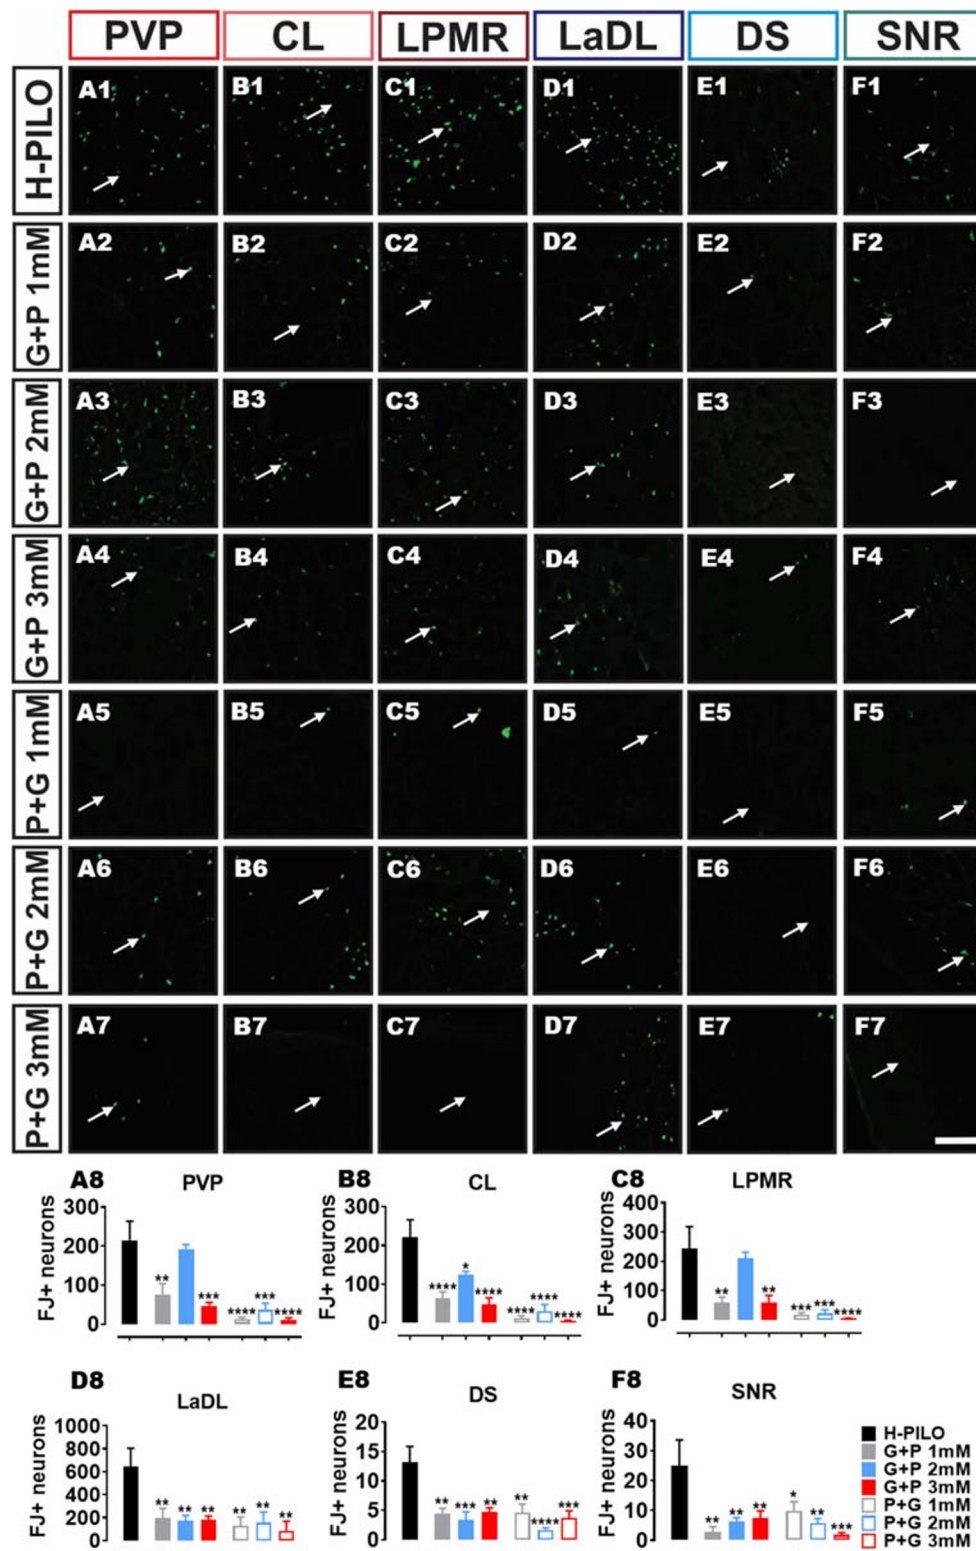 PVP CL LPMR LaDL DS SNR
H-PILO A1 B1 C1 D1 E1 F1
G+P 1mM A2 B2 C2 D2 E2 F2
G+P 2mM A3 B3 C3 D3 E3 F3
G+P 3mM A4 B4 C4 D4 E4 F4
P+G 1mM A5 B5 C5 D5 E5 F5
P+G 2mM A6 B6 C6 D6 E6 F6
P+G 3mM A7 B7 C7 D7 E7 F7
A8 PVP
FJ+ neurons
300
200
100
0
** *** **** *** ****
B8 CL
FJ+ neurons
300
200
100
0
**** * **** **** **** ****
C8 LPMR
FJ+ neurons
400
300
200
100
0
** ** *** *** ****
D8 LaDL
FJ+ neurons
1000
800
600
400
200
0
** ** ** ** ** **
E8 DS
FJ+ neurons
20
15
10
5
0
** *** ** ** **** ***
F8 SNR
FJ+ neurons
40
30
20
10
0
** ** ** * ** ***
H-PILO
G+P 1mM
G+P 2mM
G+P 3mM
P+G 1mM
P+G 2mM
P+G 3mM